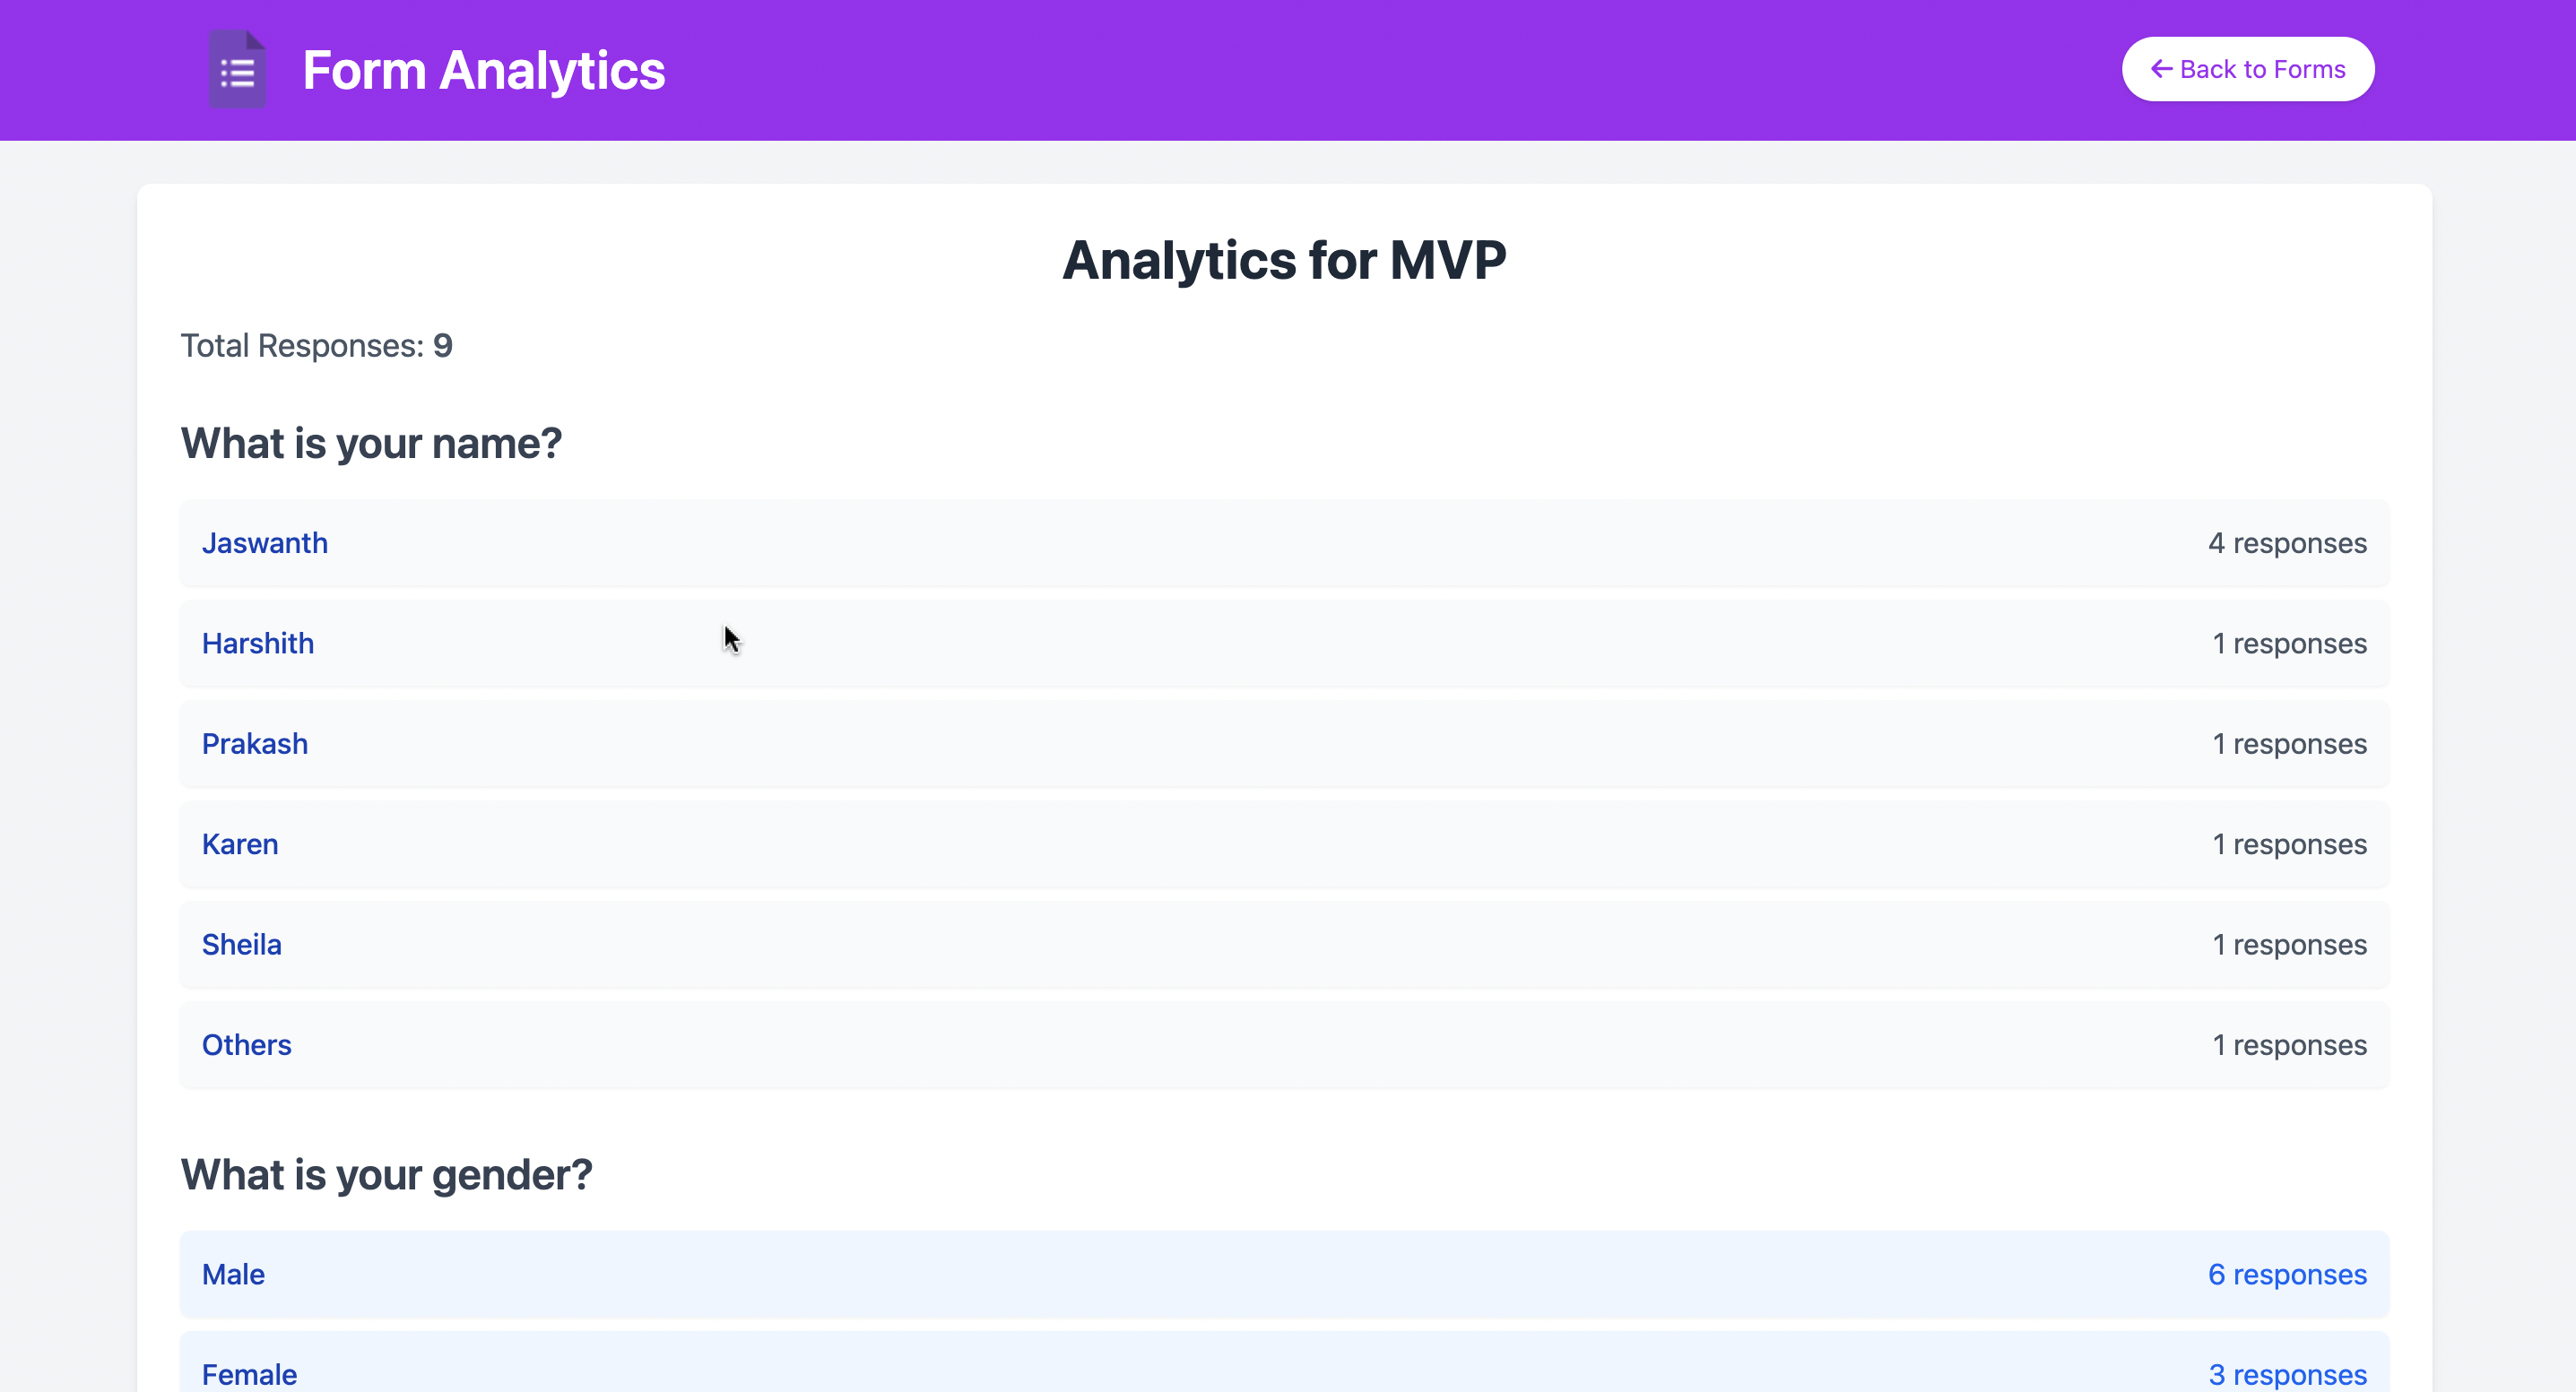 Form Analytics
← Back to Forms
Analytics for MVP
Total Responses: 9
What is your name?
Jaswanth 4 responses
Harshith 1 responses
Prakash 1 responses
Karen 1 responses
Sheila 1 responses
Others 1 responses
What is your gender?
Male 6 responses
Female 3 responses